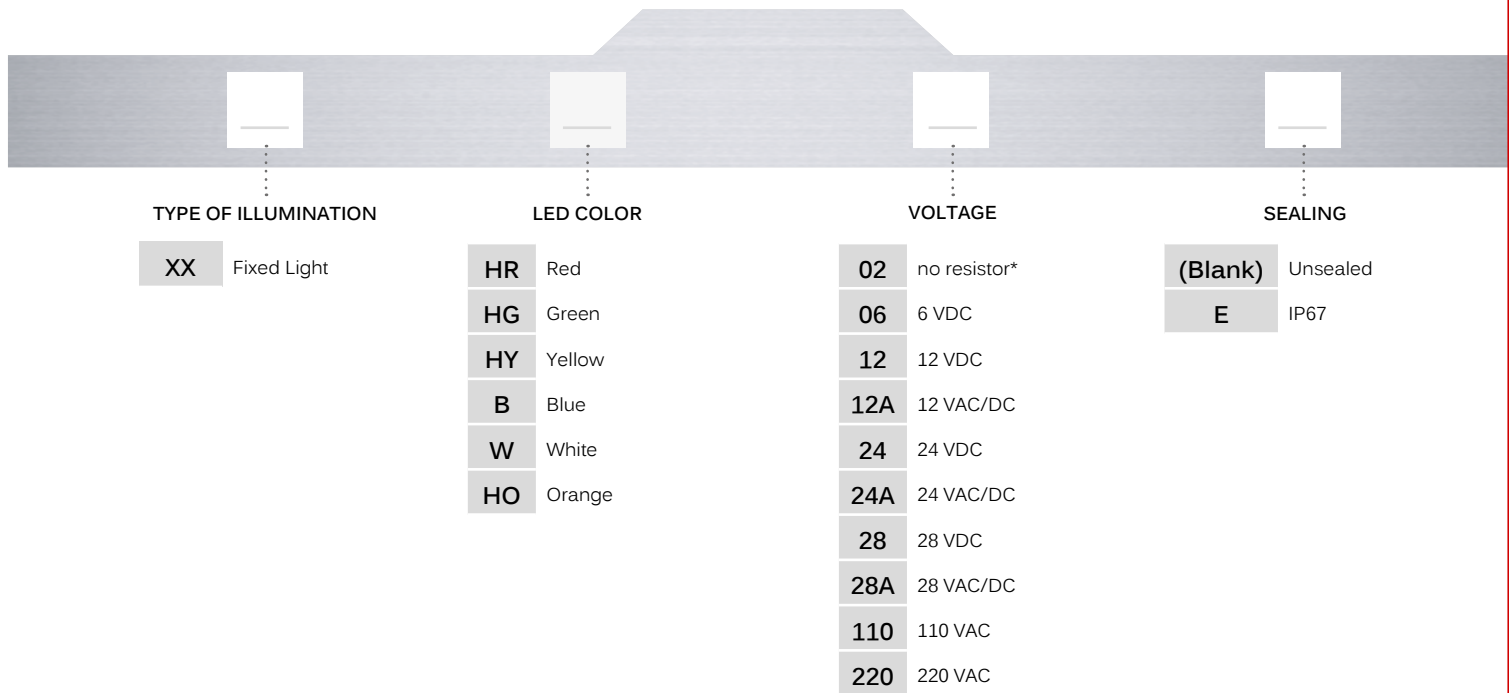 TYPE OF ILLUMINATION
XX Fixed Light
LED COLOR
HR Red
HG Green
HY Yellow
B Blue
W White
HO Orange
VOLTAGE
02 no resistor*
06 6 VDC
12 12 VDC
12A 12 VAC/DC
24 24 VDC
24A 24 VAC/DC
28 28 VDC
28A 28 VAC/DC
110 110 VAC
220 220 VAC
SEALING
(Blank) Unsealed
E IP67